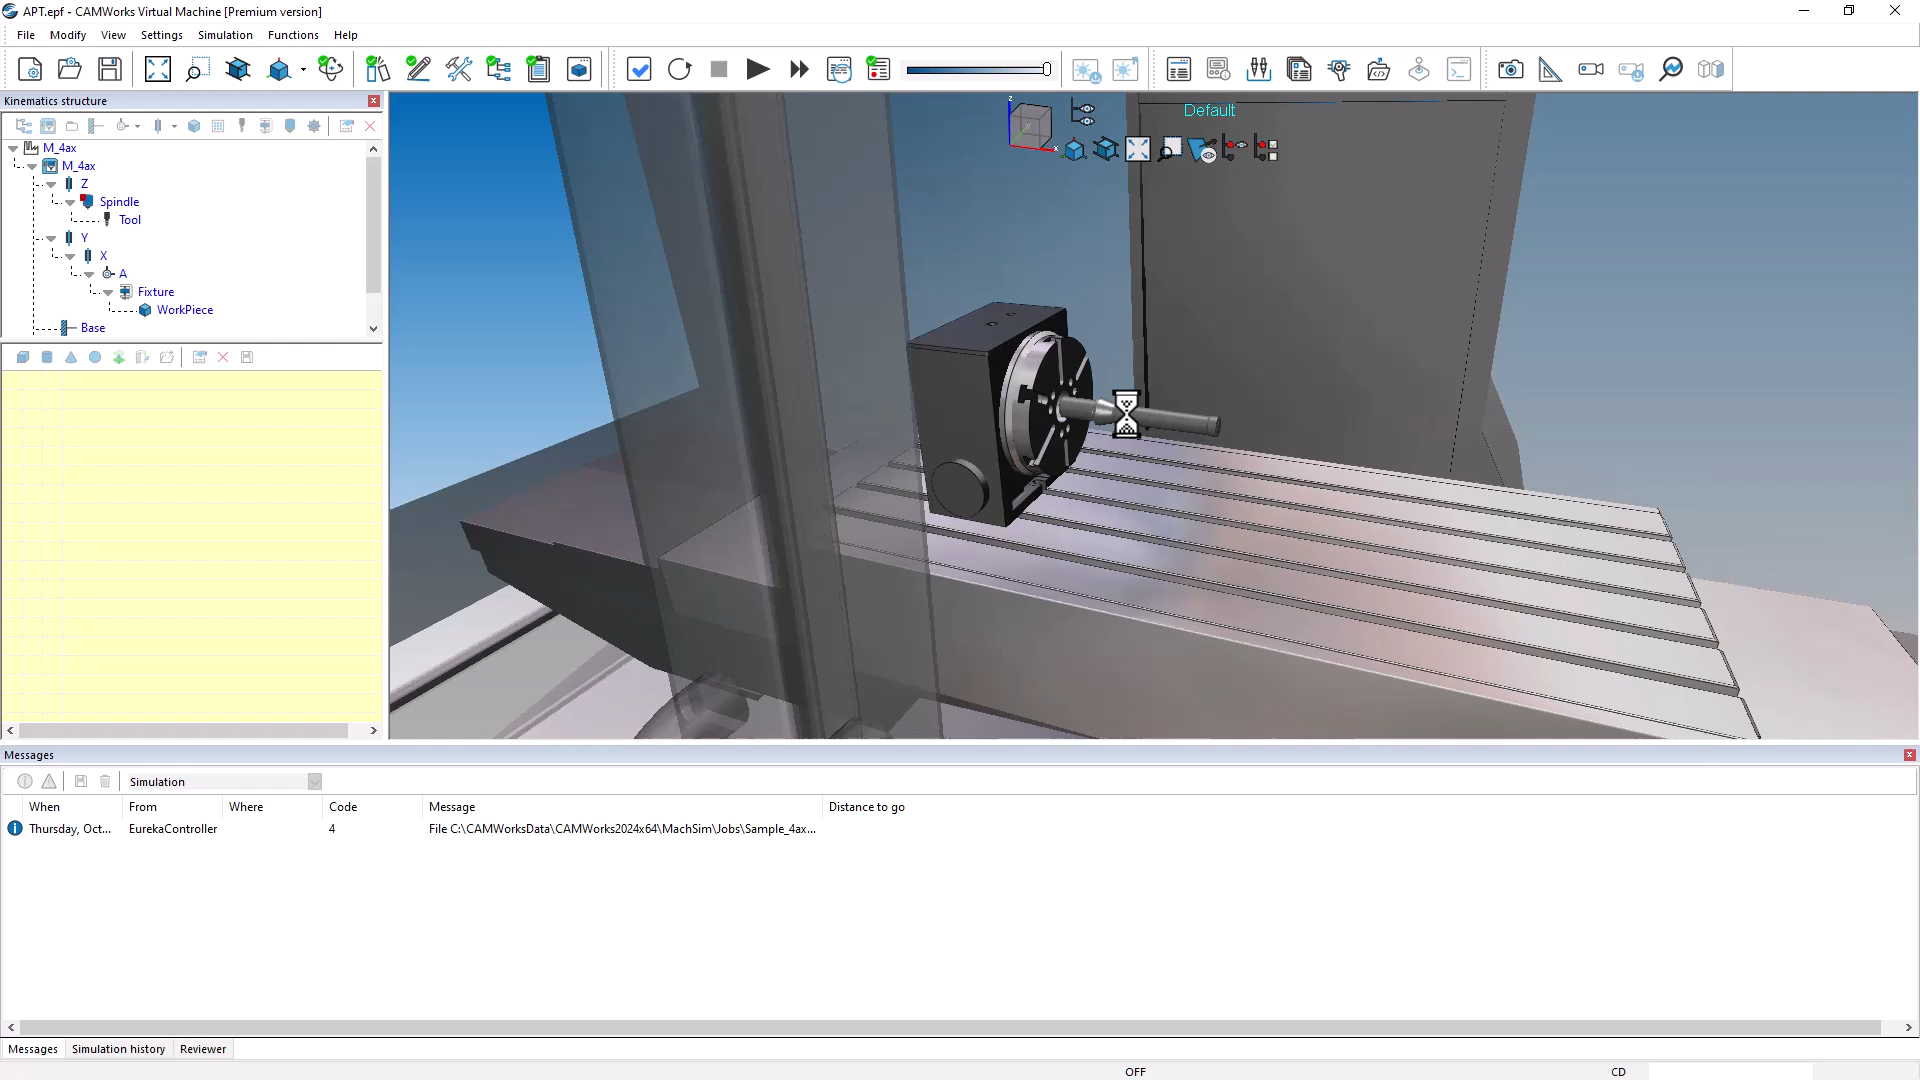 APT.epf - CAMWorks Virtual Machine [Premium version]
File Modify View Settings Simulation Functions Help
Kinematics structure
M_4ax
M_4ax
Z
Spindle
Tool
Y
X
A
Fixture
WorkPiece
Base
Default
z
x
Messages
Simulation
When From Where Code Message Distance to go
Thursday, Oct... EurekaController 4 File C:\CAMWorksData\CAMWorks2024x64\MachSim\Jobs\Sample_4ax...
Messages Simulation history Reviewer
OFF CD